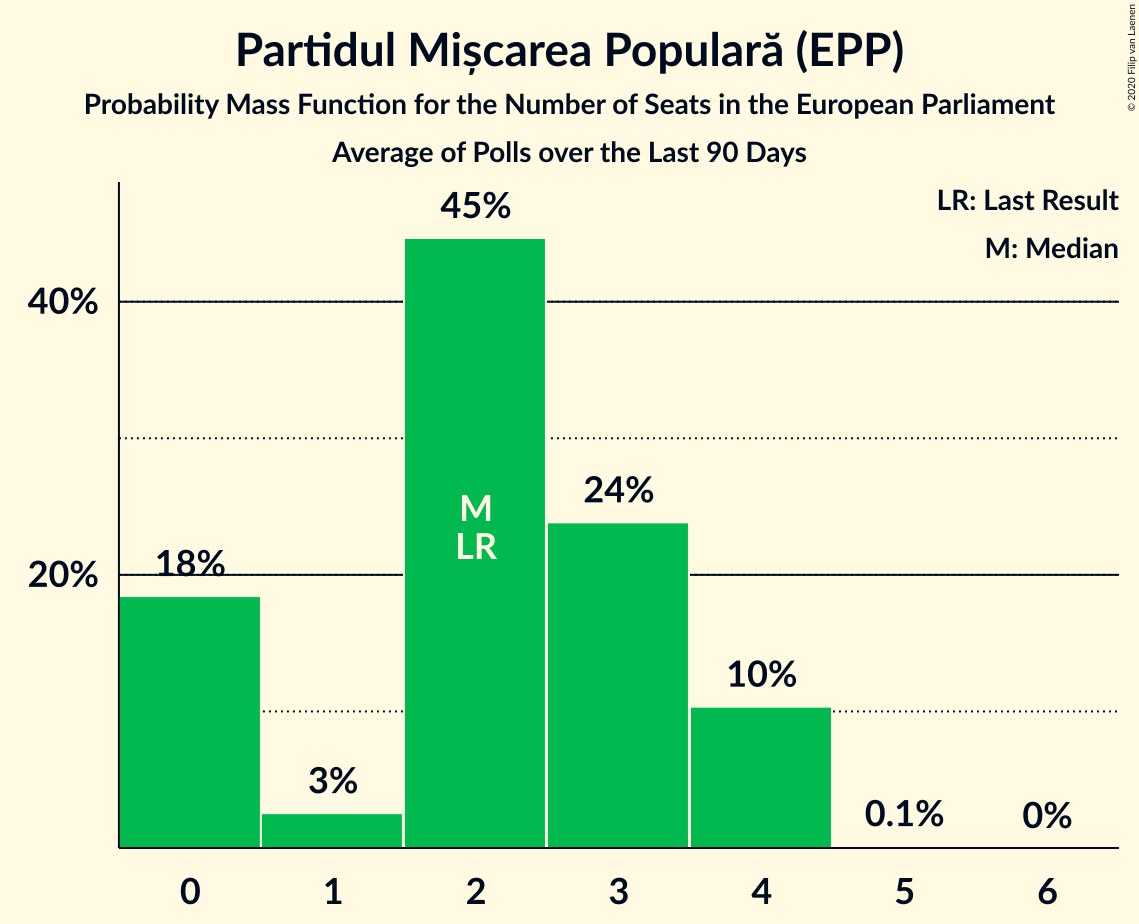 Partidul Mișcarea Populară (EPP)
Probability Mass Function for the Number of Seats in the European Parliament
Average of Polls over the Last 90 Days
© 2020 Filip van Laenen
LR: Last Result
M: Median
45%
40%
24%
M
LR
18%
20%
10%
3%
0.1%
0%
0 1 2 3 4 5 6